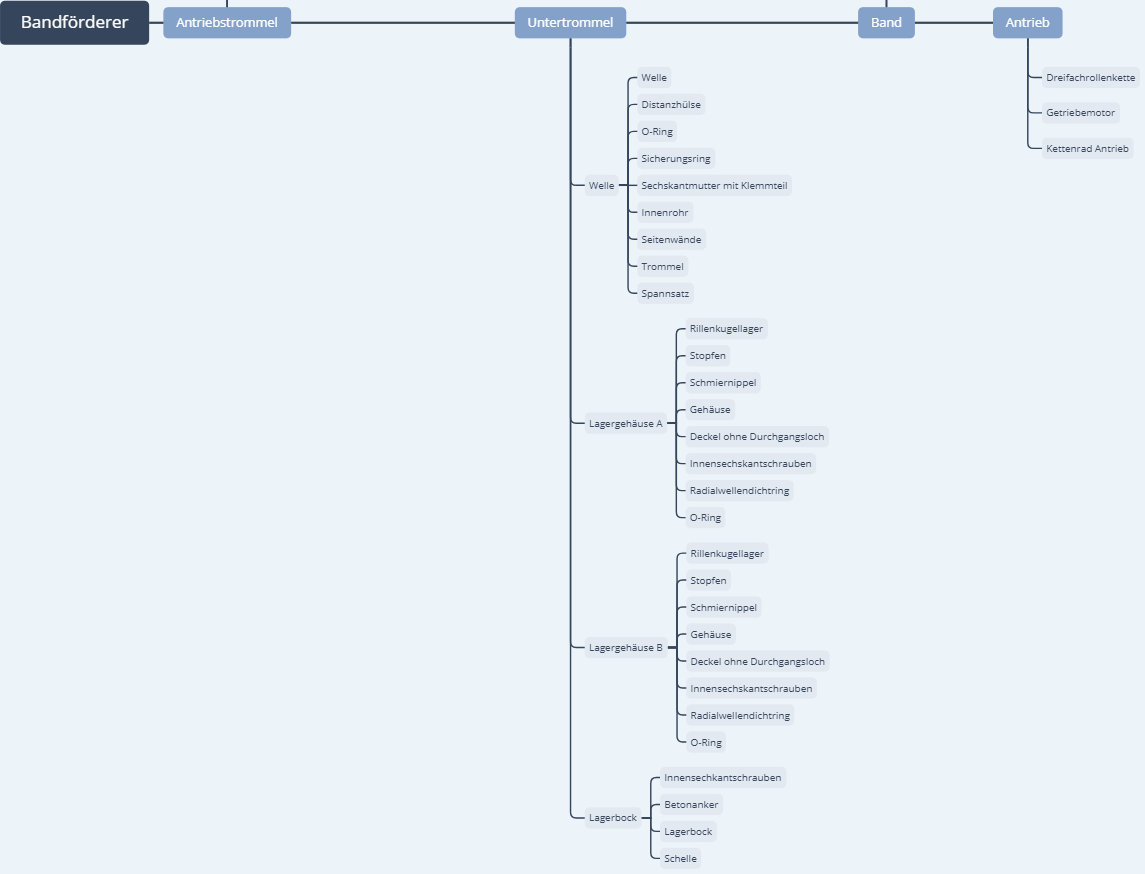 Bandförderer
Antriebstrommel
Untertrommel
Band
Antrieb
Welle
Welle
Distanzhülse
O-Ring
Sicherungsring
Sechskantmutter mit Klemmteil
Innenrohr
Seitenwände
Trommel
Spannsatz
Lagergehäuse A
Rillenkugellager
Stopfen
Schmiernippel
Gehäuse
Deckel ohne Durchgangsloch
Innensechskantschrauben
Radialwellendichtring
O-Ring
Lagergehäuse B
Rillenkugellager
Stopfen
Schmiernippel
Gehäuse
Deckel ohne Durchgangsloch
Innensechskantschrauben
Radialwellendichtring
O-Ring
Lagerbock
Innensechkantschrauben
Betonanker
Lagerbock
Schelle
Dreifachrollenkette
Getriebemotor
Kettenrad Antrieb